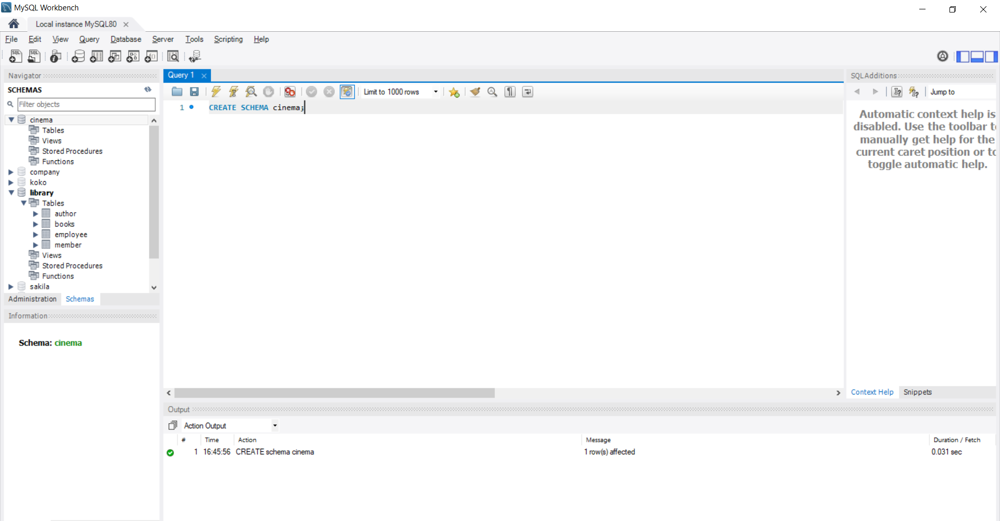 MySQL Workbench
Local instance MySQL80
File Edit View Query Database Server Tools Scripting Help
Navigator
SCHEMAS
Filter objects
cinema
Tables
Views
Stored Procedures
Functions
company
koko
library
Tables
author
books
employee
member
Views
Stored Procedures
Functions
sakila
Administration Schemas
Information
Schema: cinema
Query 1
Limit to 1000 rows
1 CREATE SCHEMA cinema;
SQLAdditions
Jump to
Automatic context help is
disabled. Use the toolbar to
manually get help for the
current caret position or to
toggle automatic help.
Context Help Snippets
Output
Action Output
# Time Action Message Duration / Fetch
1 16:45:56 CREATE schema cinema 1 row(s) affected 0.031 sec